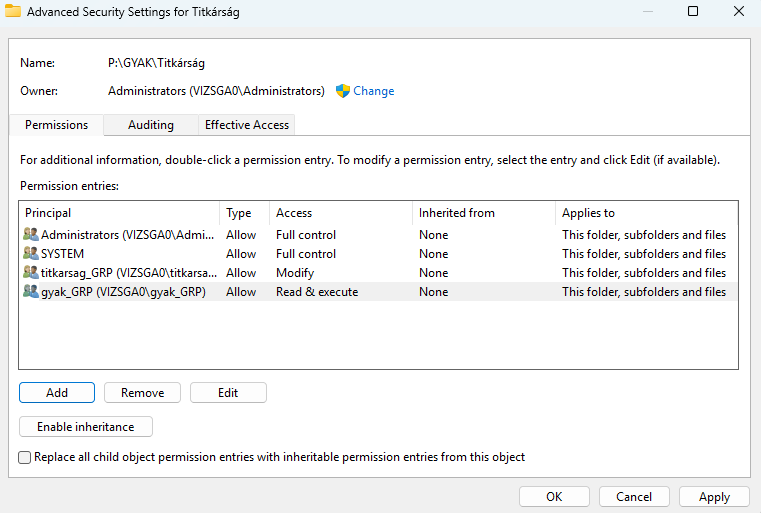 Advanced Security Settings for Titkárság
Name: P:\GYAK\Titkárság
Owner: Administrators (VIZSGA0\Administrators) Change
Permissions Auditing Effective Access
For additional information, double-click a permission entry. To modify a permission entry, select the entry and click Edit (if available).
Permission entries:
Principal Type Access Inherited from Applies to
Administrators (VIZSGA0\Admi... Allow Full control None This folder, subfolders and files
SYSTEM Allow Full control None This folder, subfolders and files
titkarsag_GRP (VIZSGA0\titkarsa... Allow Modify None This folder, subfolders and files
gyak_GRP (VIZSGA0\gyak_GRP) Allow Read & execute None This folder, subfolders and files
Add Remove Edit
Enable inheritance
Replace all child object permission entries with inheritable permission entries from this object
OK Cancel Apply